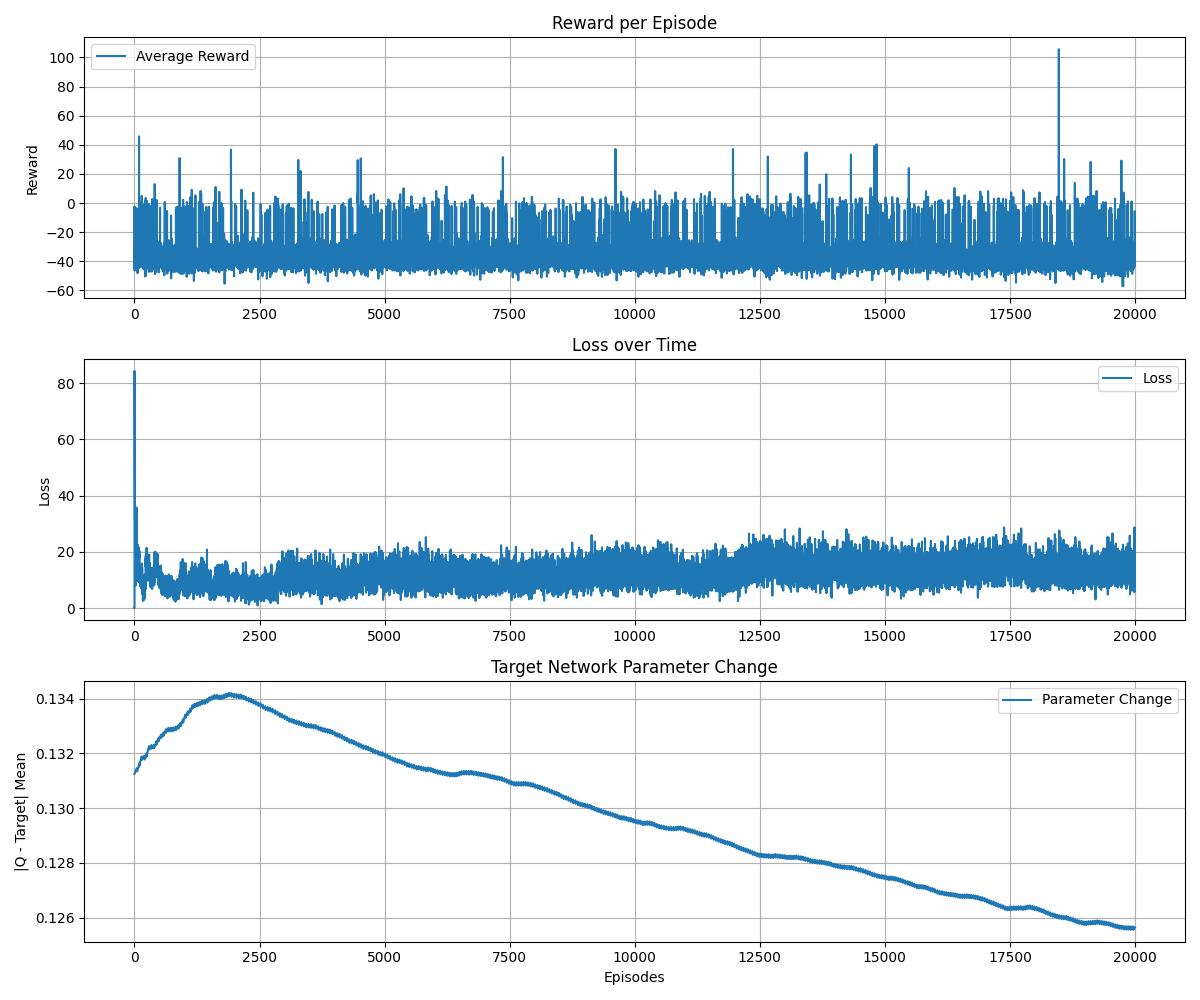 Reward per Episode
Average Reward
Reward
100
80
60
40
20
0
−20
−40
−60
0 2500 5000 7500 10000 12500 15000 17500 20000
Loss over Time
Loss
Loss
80
60
40
20
0
0 2500 5000 7500 10000 12500 15000 17500 20000
Target Network Parameter Change
Parameter Change
|Q - Target| Mean
0.134
0.132
0.130
0.128
0.126
0 2500 5000 7500 10000 12500 15000 17500 20000
Episodes